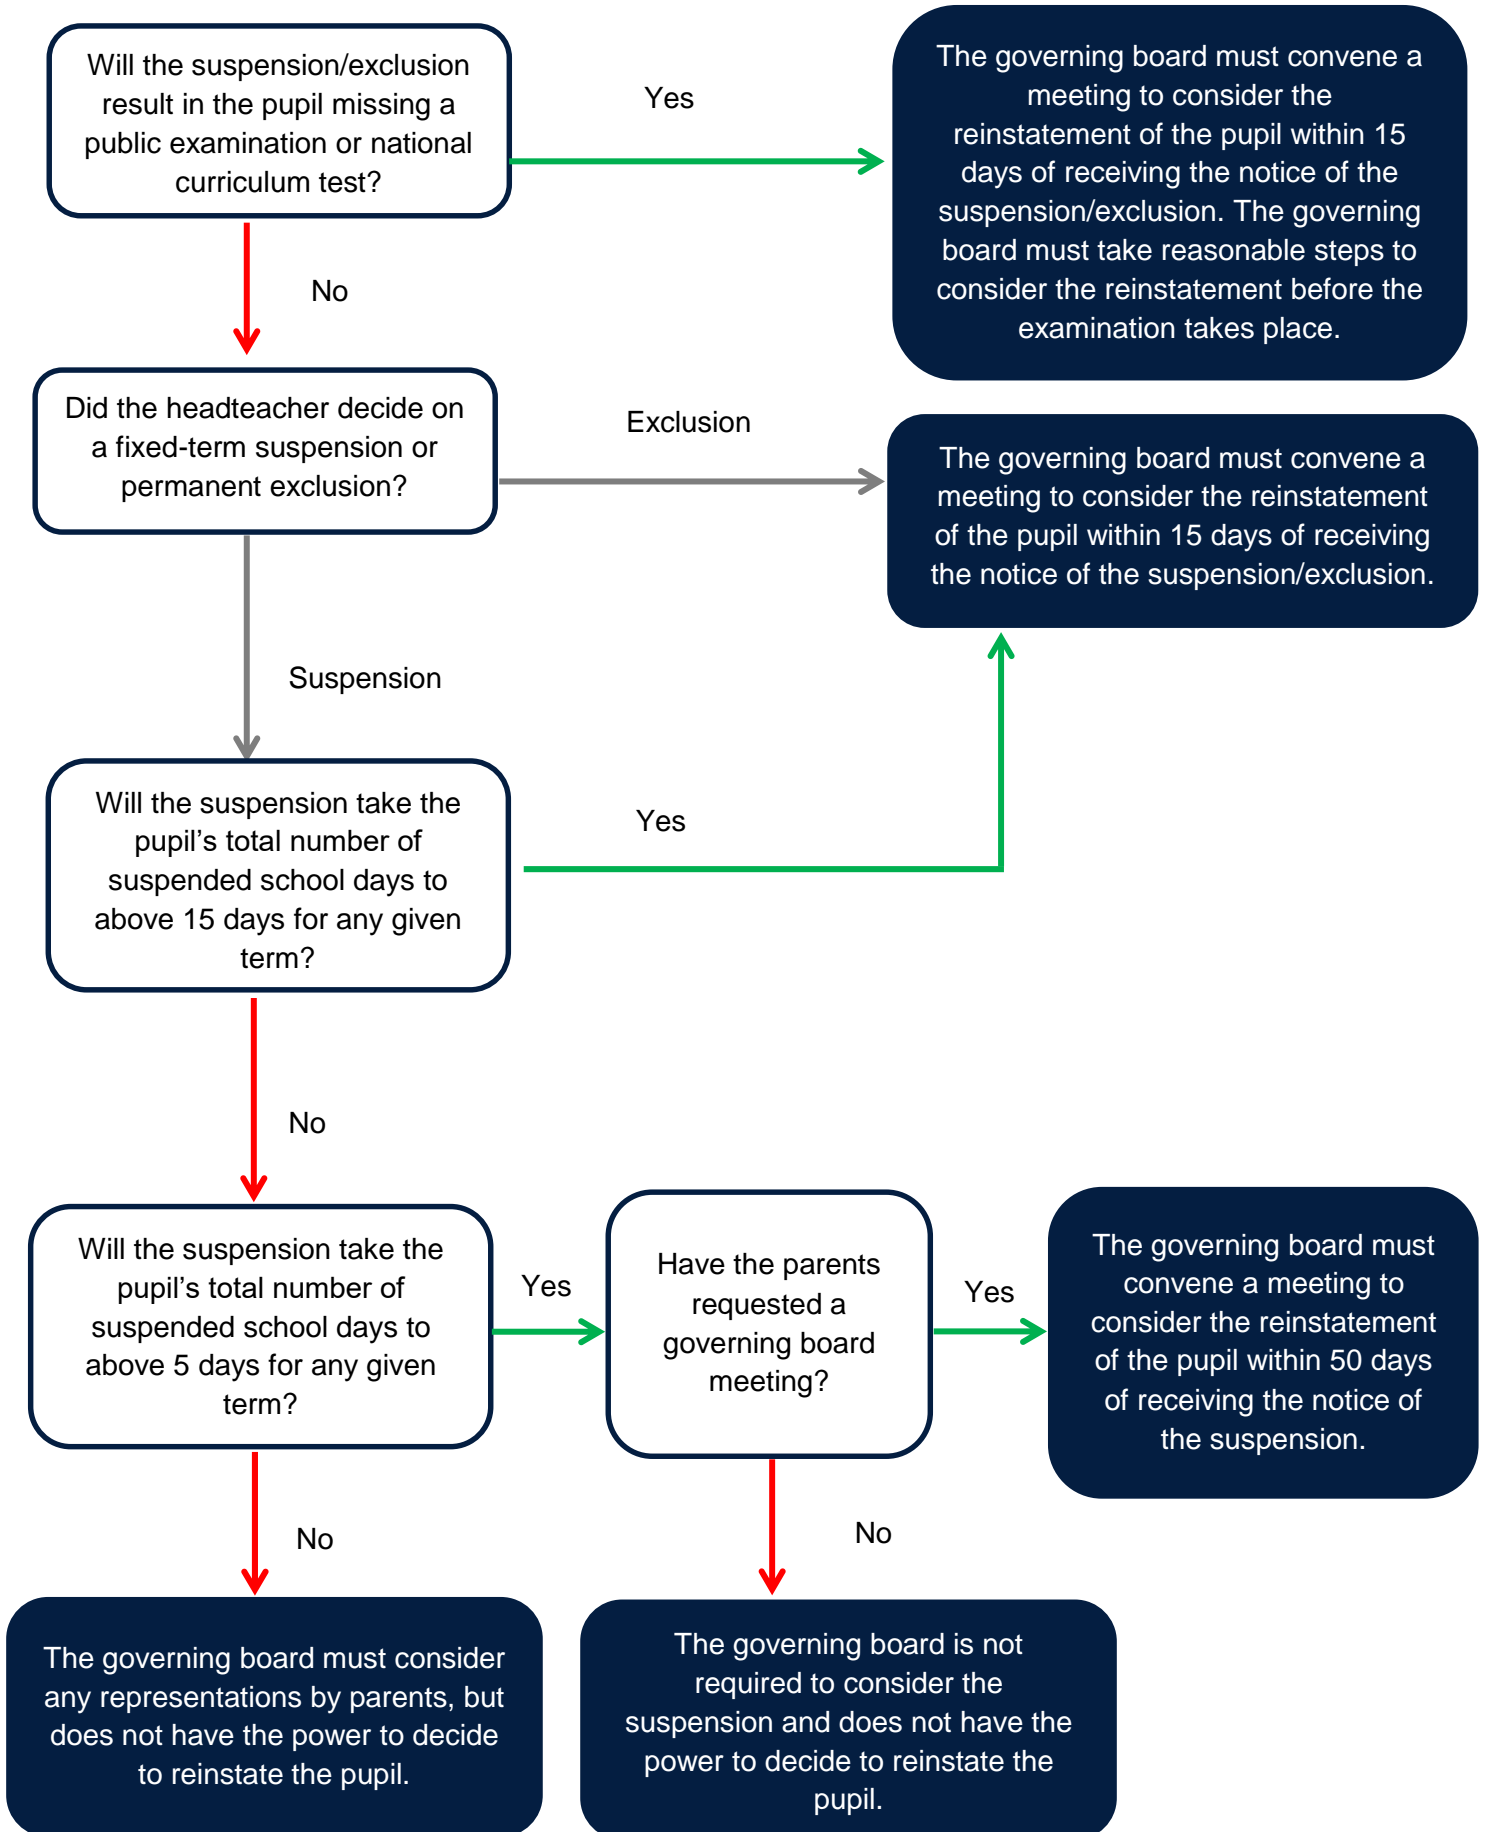 Will the suspension/exclusion
result in the pupil missing a
public examination or national
curriculum test?
Yes
The governing board must convene a
meeting to consider the
reinstatement of the pupil within 15
days of receiving the notice of the
suspension/exclusion. The governing
board must take reasonable steps to
consider the reinstatement before the
examination takes place.
No
Did the headteacher decide on
a fixed-term suspension or
permanent exclusion?
Exclusion
The governing board must convene a
meeting to consider the reinstatement
of the pupil within 15 days of receiving
the notice of the suspension/exclusion.
Suspension
Will the suspension take the
pupil’s total number of
suspended school days to
above 15 days for any given
term?
Yes
No
Will the suspension take the
pupil’s total number of
suspended school days to
above 5 days for any given
term?
Yes
Have the parents
requested a
governing board
meeting?
Yes
The governing board must
convene a meeting to
consider the reinstatement
of the pupil within 50 days
of receiving the notice of
the suspension.
No
No
The governing board must consider
any representations by parents, but
does not have the power to decide
to reinstate the pupil.
The governing board is not
required to consider the
suspension and does not have the
power to decide to reinstate the
pupil.